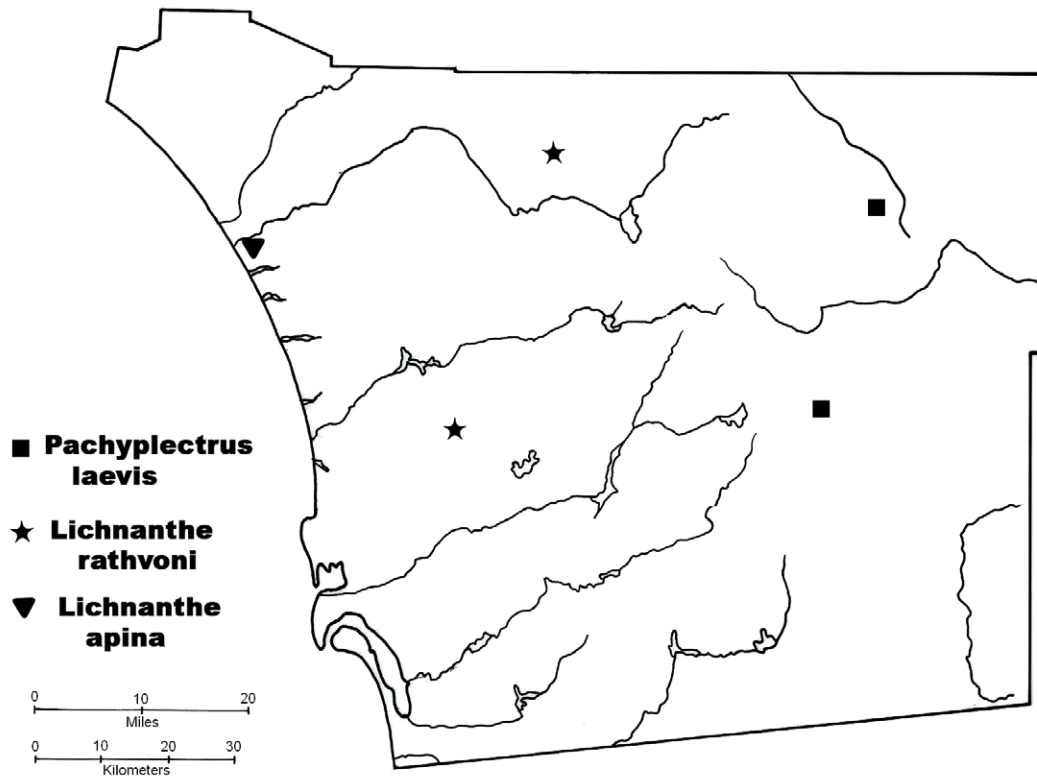 Pachyplectrus
laevis
Lichnanthe
rathvoni
Lichnanthe
apina
0 10 20
Miles
0 10 20 30
Kilometers